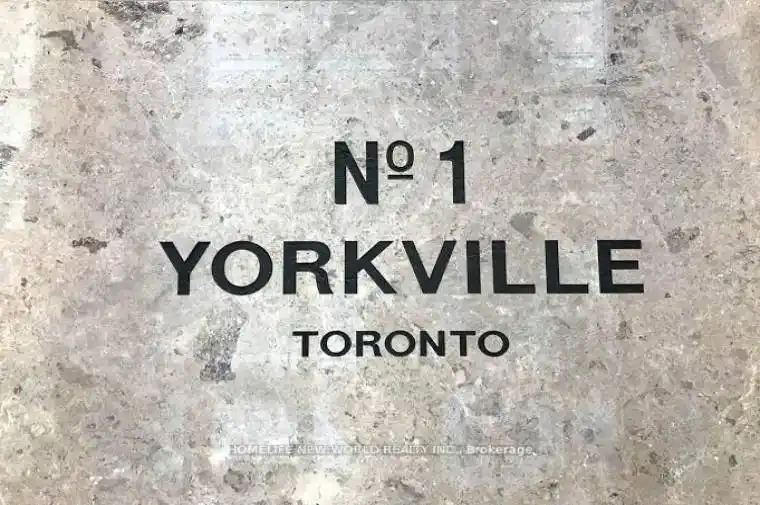 Nº 1
YORKVILLE
TORONTO
HOMELIFE NEW WORLD REALTY INC., Brokerage